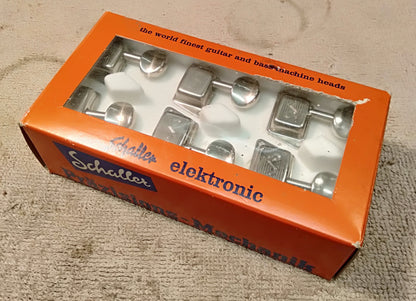 the world finest guitar and bass machine heads
Schaller
elektronic
Schaller
Präzisions-Mechanik